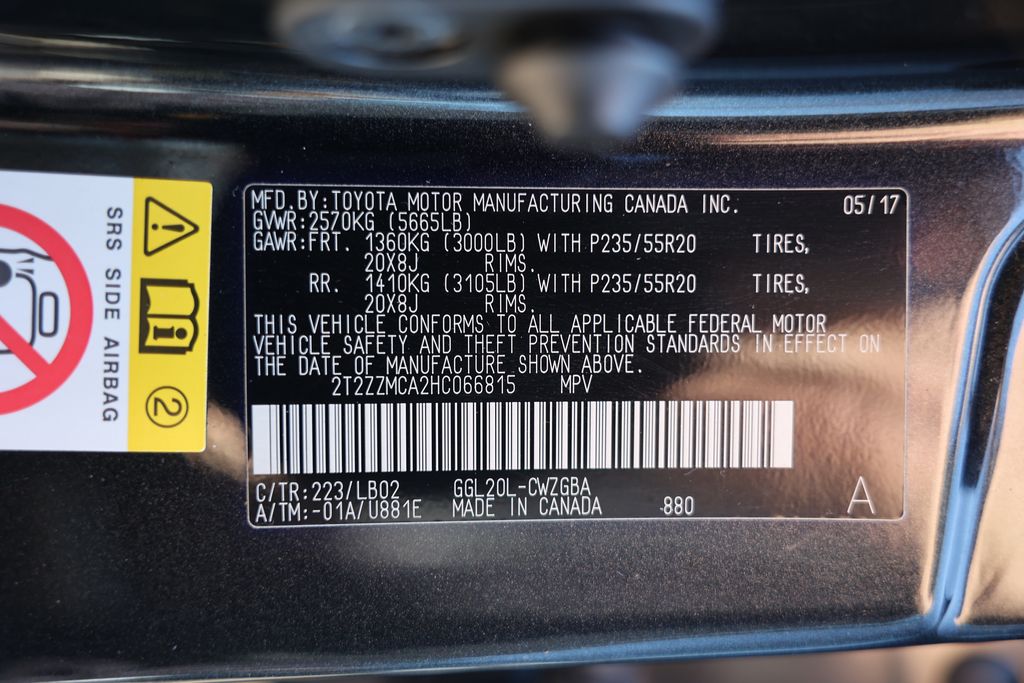 MFD.BY:TOYOTA MOTOR MANUFACTURING CANADA INC. 05/17
GVWR:2570KG (5665LB)
GAWR:FRT. 1360KG (3000LB) WITH P235/55R20 TIRES,
20X8J RIMS.
RR. 1410KG (3105LB) WITH P235/55R20 TIRES,
20X8J RIMS.
THIS VEHICLE CONFORMS TO ALL APPLICABLE FEDERAL MOTOR
VEHICLE SAFETY AND THEFT PREVENTION STANDARDS IN EFFECT ON
THE DATE OF MANUFACTURE SHOWN ABOVE.
2T2ZZMCA2HC066815 MPV
C/TR:223/LB02 GGL20L-CWZGBA
A/TM:-01A/U881E MADE IN CANADA 880 A
SRS SIDE AIRBAG
2